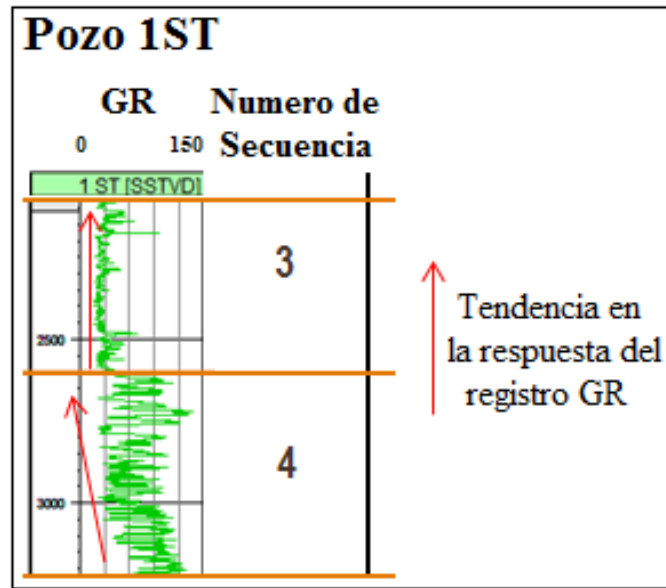 Pozo 1ST
GR
Numero de
Secuencia
0
150
1 ST [SSTVD]
3
2500
4
3000
Tendencia en
la respuesta del
registro GR